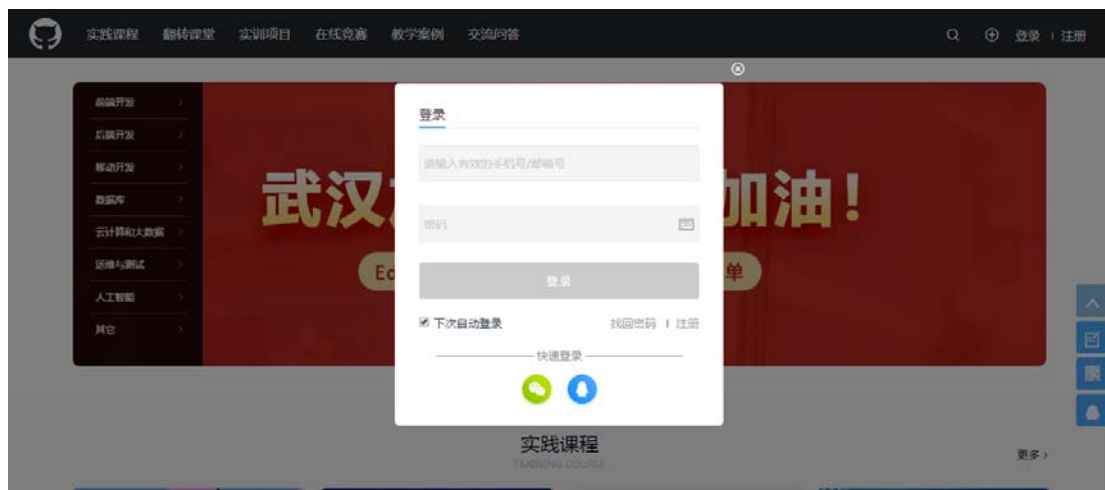 实践课程 翻转课堂 实训项目 在线竞赛 教学案例 交流问答 登录 | 注册
前端开发
后端开发
移动开发
数据库
云计算和大数据
运维与测试
人工智能
其它
武汉 加油!
Ed 单
登录
请输入有效的手机号/邮箱号
密码
登录
下次自动登录 找回密码 | 注册
快速登录
实践课程
TRAINING COURSE
更多 >